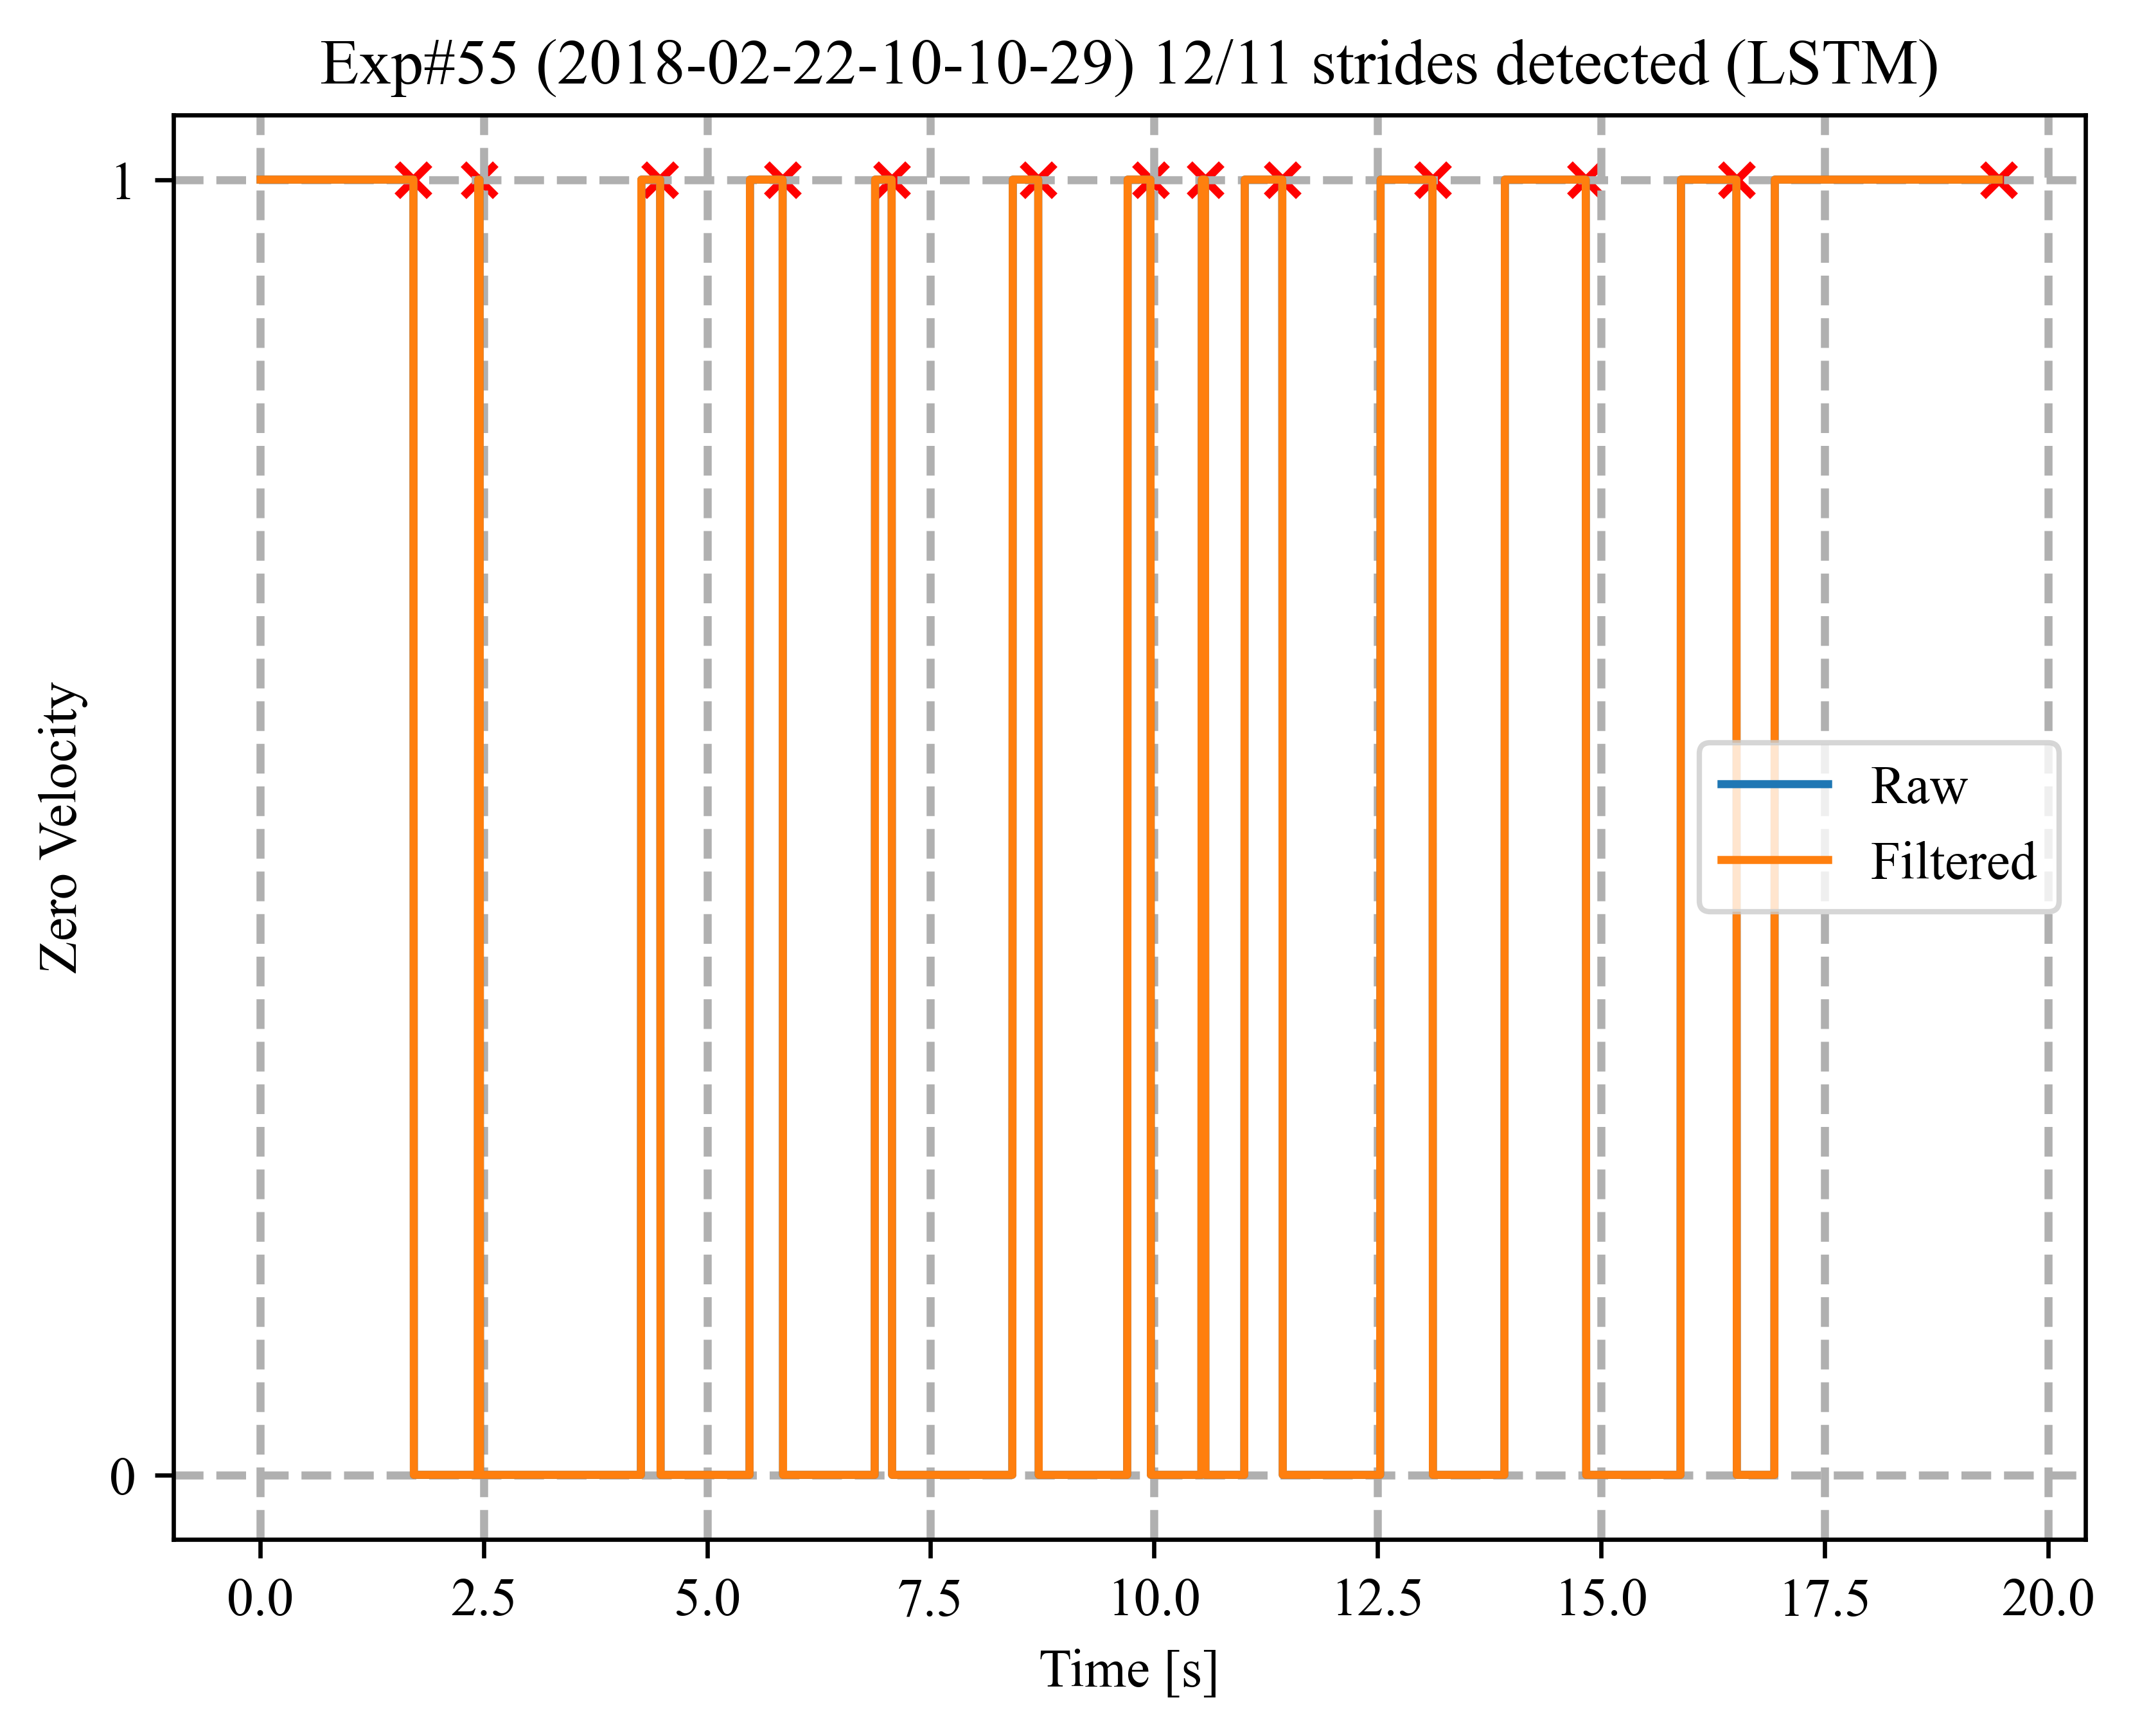 Exp#55 (2018-02-22-10-10-29) 12/11 strides detected (LSTM)
1
Zero Velocity
Raw
Filtered
0
0.0 2.5 5.0 7.5 10.0 12.5 15.0 17.5 20.0
Time [s]